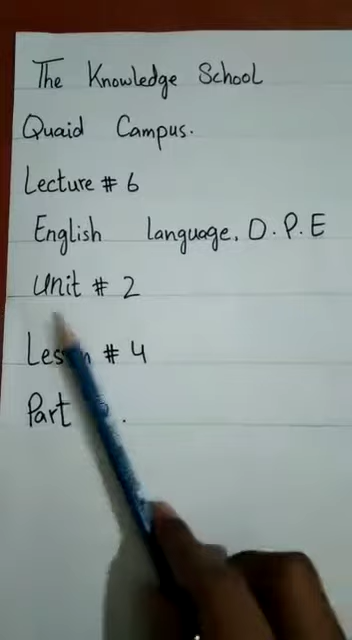 The Knowledge School
Quaid Campus.
Lecture # 6
English language. O.P.E
Unit # 2
# 4
Part